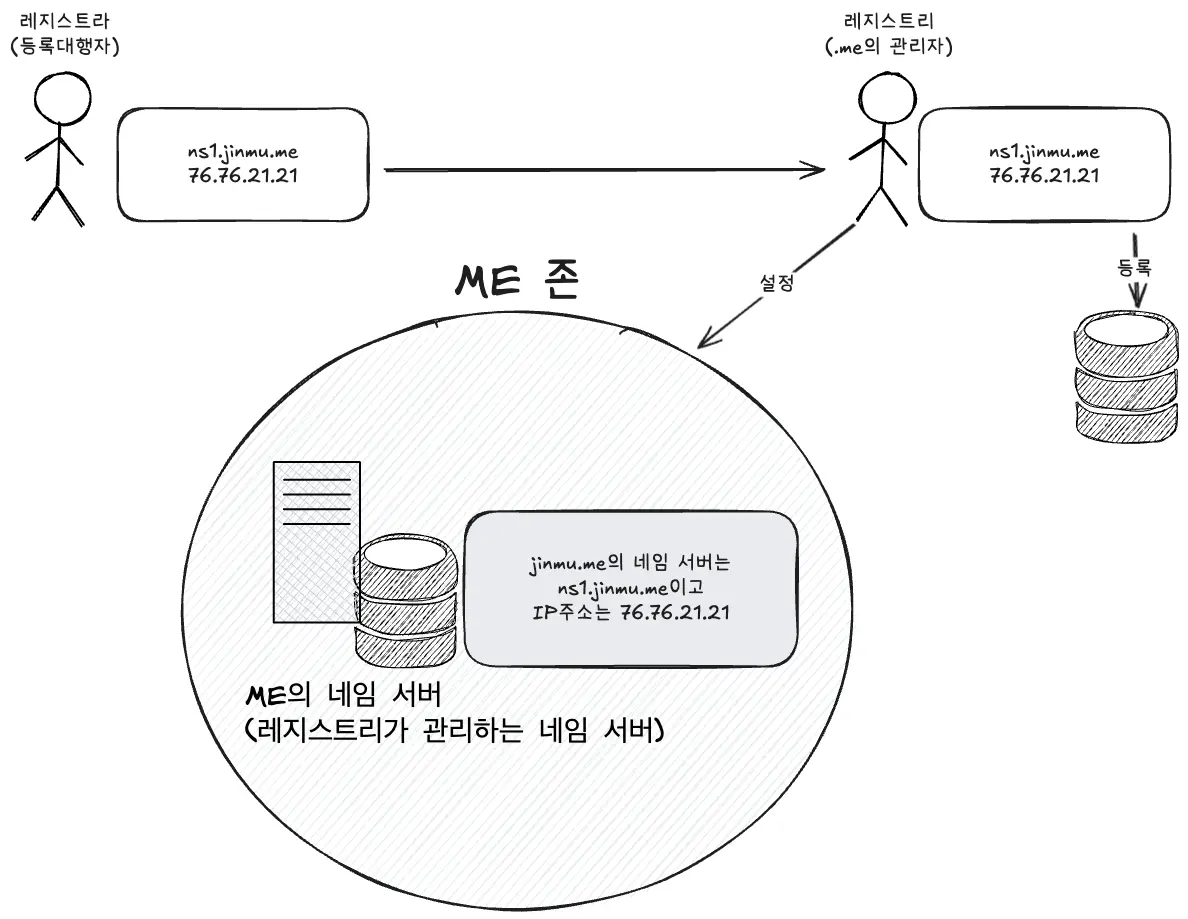 레지스트라
(등록대행자)
ns1.jinmu.me
76.76.21.21
레지스트리
(.me의 관리자)
ns1.jinmu.me
76.76.21.21
설정
등록
ME 존
jinmu.me의 네임 서버는
ns1.jinmu.me이고
IP주소는 76.76.21.21
ME의 네임 서버
(레지스트리가 관리하는 네임 서버)